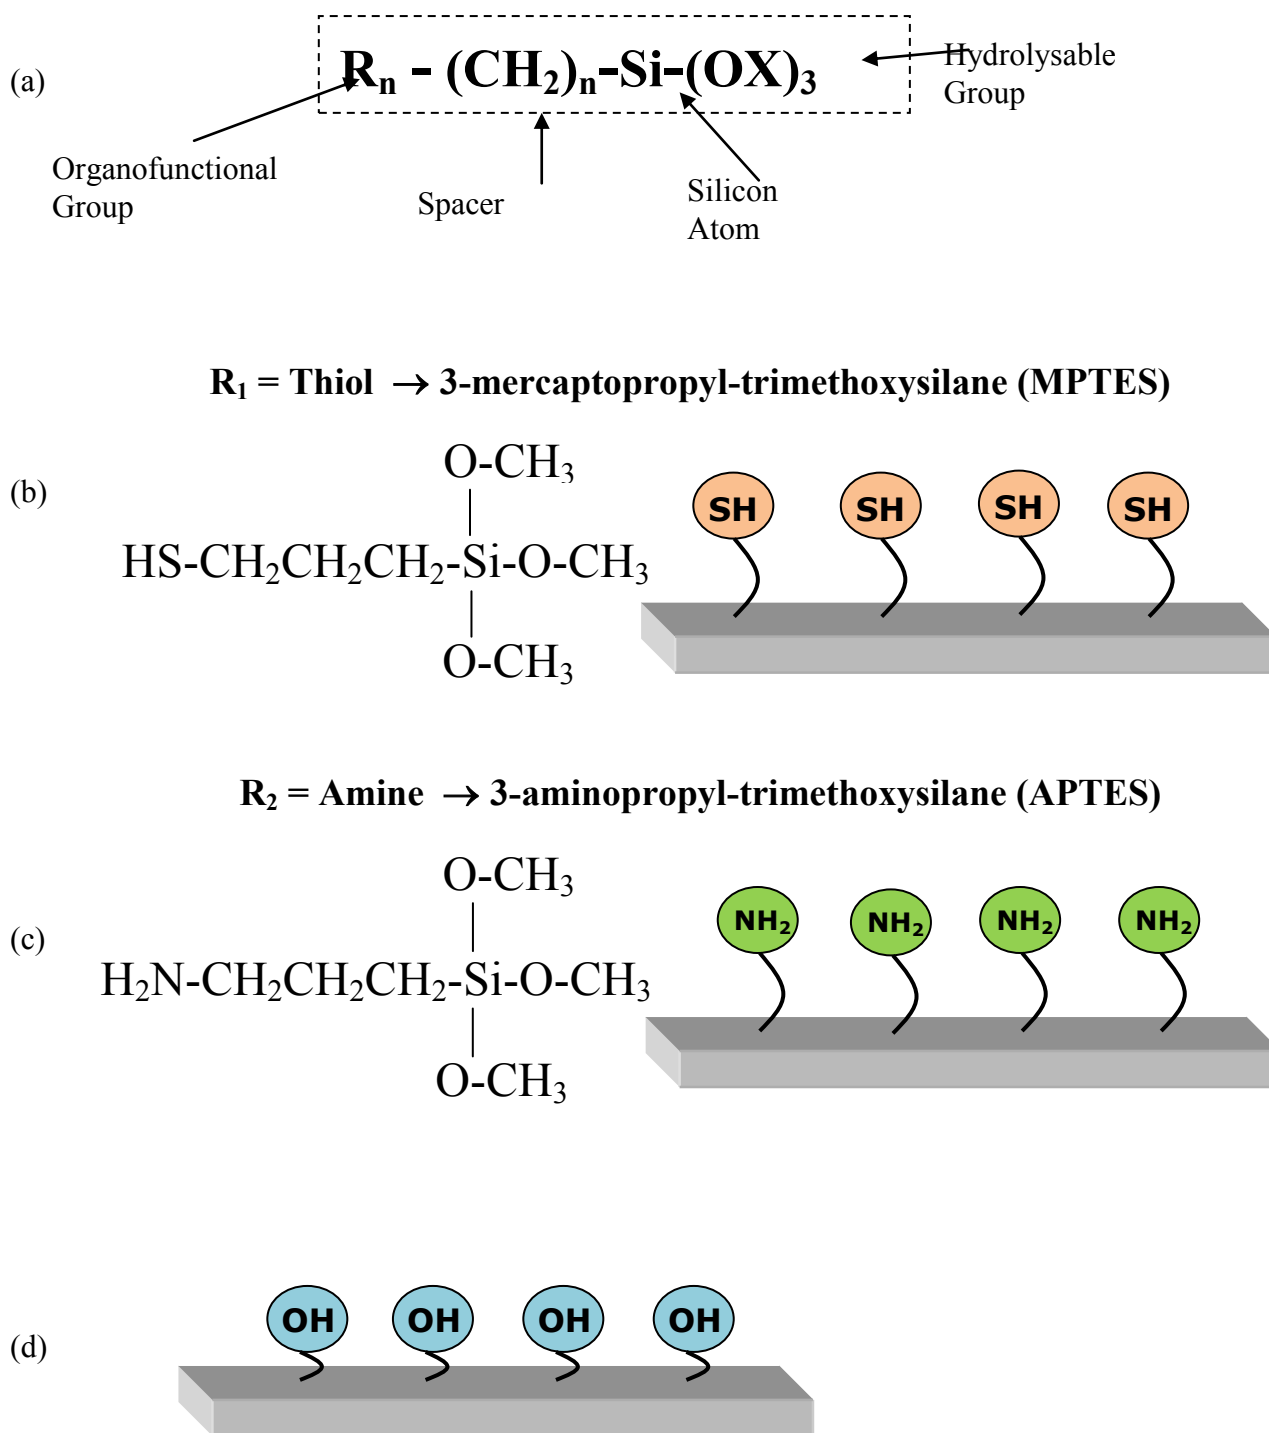 (a)
Rₙ - (CH₂)ₙ-Si-(OX)₃
Hydrolysable
Group
Organofunctional
Group
Spacer
Silicon
Atom
R₁ = Thiol → 3-mercaptopropyl-trimethoxysilane (MPTES)
(b)
O-CH₃
HS-CH₂CH₂CH₂-Si-O-CH₃
O-CH₃
SH SH SH SH
R₂ = Amine → 3-aminopropyl-trimethoxysilane (APTES)
(c)
O-CH₃
H₂N-CH₂CH₂CH₂-Si-O-CH₃
O-CH₃
NH₂ NH₂ NH₂ NH₂
(d)
OH OH OH OH